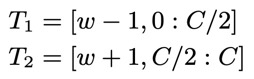 T₁ = [w − 1, 0 : C/2]
T₂ = [w + 1, C/2 : C]